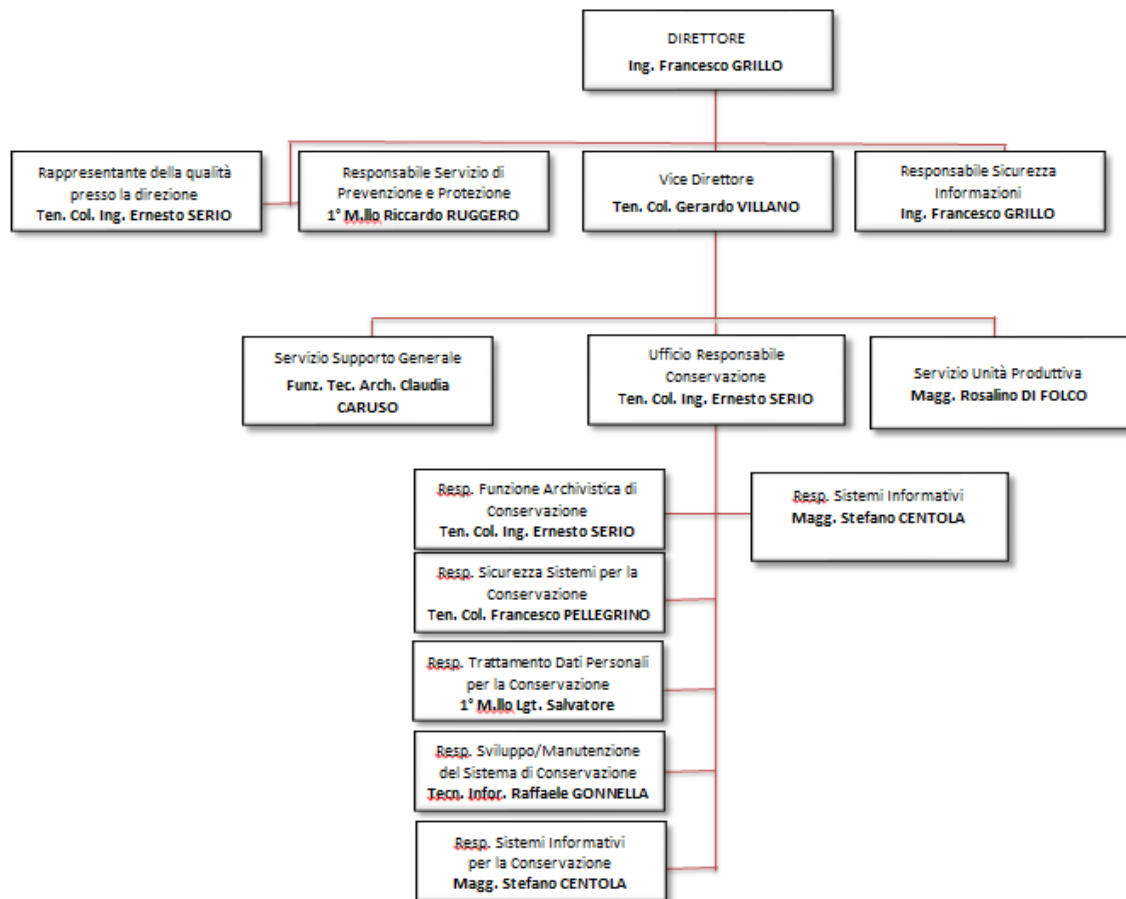 DIRETTORE
Ing. Francesco GRILLO
Rappresentante della qualità
presso la direzione
Ten. Col. Ing. Ernesto SERIO
Responsabile Servizio di
Prevenzione e Protezione
1° M.llo Riccardo RUGGERO
Vice Direttore
Ten. Col. Gerardo VILLANO
Responsabile Sicurezza
Informazioni
Ing. Francesco GRILLO
Servizio Supporto Generale
Funz. Tec. Arch. Claudia
CARUSO
Ufficio Responsabile
Conservazione
Ten. Col. Ing. Ernesto SERIO
Servizio Unità Produttiva
Magg. Rosalino DI FOLCO
Resp. Funzione Archivistica di
Conservazione
Ten. Col. Ing. Ernesto SERIO
Resp. Sistemi Informativi
Magg. Stefano CENTOLA
Resp. Sicurezza Sistemi per la
Conservazione
Ten. Col. Francesco PELLEGRINO
Resp. Trattamento Dati Personali
per la Conservazione
1° M.llo Lgt. Salvatore
Resp. Sviluppo/Manutenzione
del Sistema di Conservazione
Tecn. Infor. Raffaele GONNELLA
Resp. Sistemi Informativi
per la Conservazione
Magg. Stefano CENTOLA